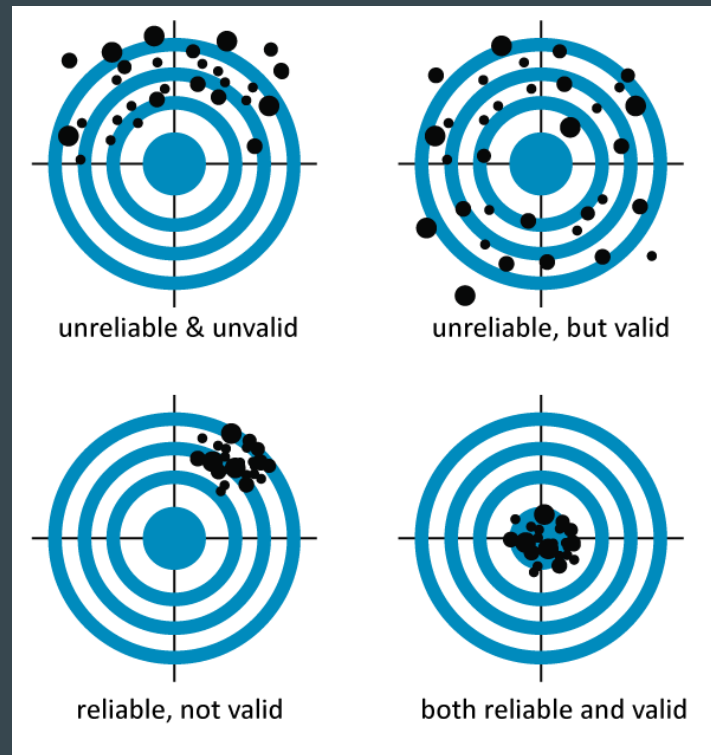 unreliable & unvalid
unreliable, but valid
reliable, not valid
both reliable and valid